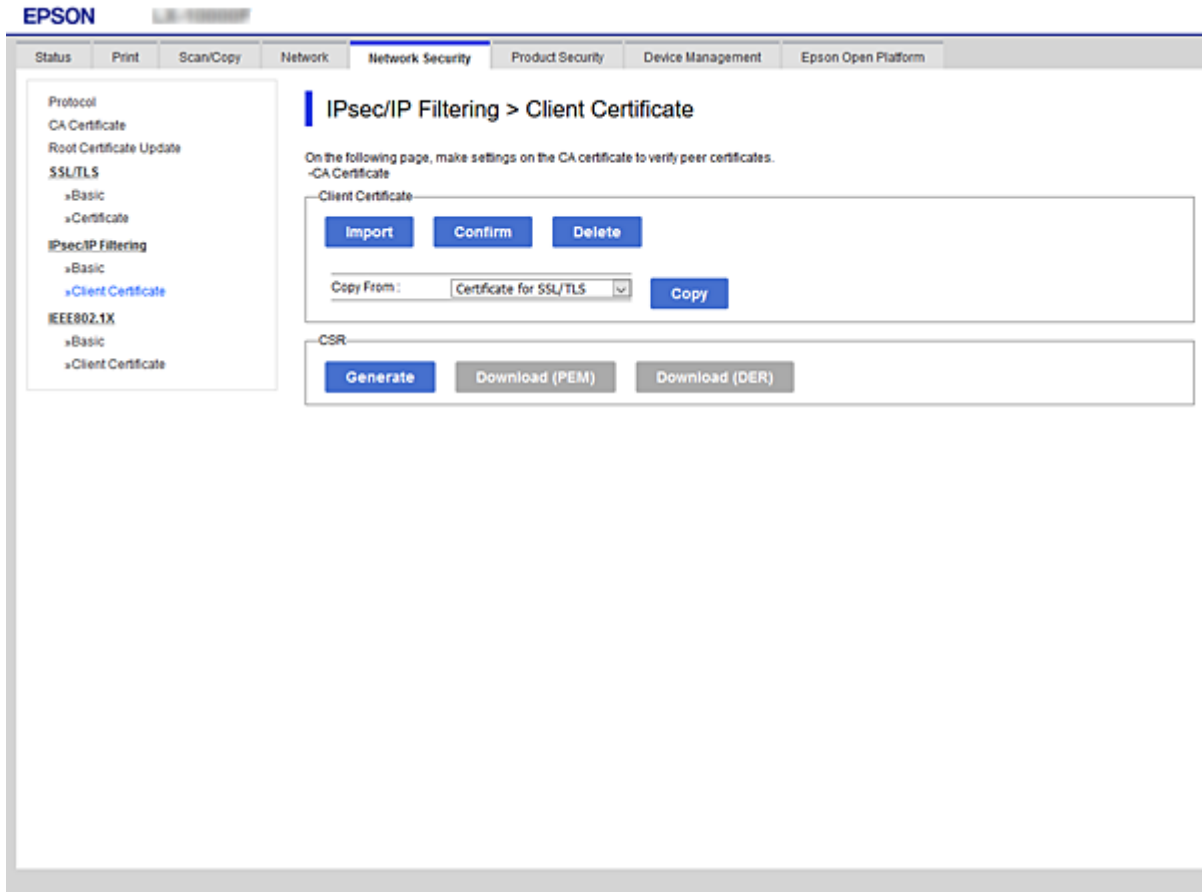 EPSON
Status Print Scan/Copy Network Network Security Product Security Device Management Epson Open Platform
Protocol
CA Certificate
Root Certificate Update
SSL/TLS
»Basic
»Certificate
IPsec/IP Filtering
»Basic
»Client Certificate
IEEE802.1X
»Basic
»Client Certificate
IPsec/IP Filtering > Client Certificate
On the following page, make settings on the CA certificate to verify peer certificates.
-CA Certificate
Client Certificate
Import Confirm Delete
Copy From : Certificate for SSL/TLS Copy
CSR
Generate Download (PEM) Download (DER)